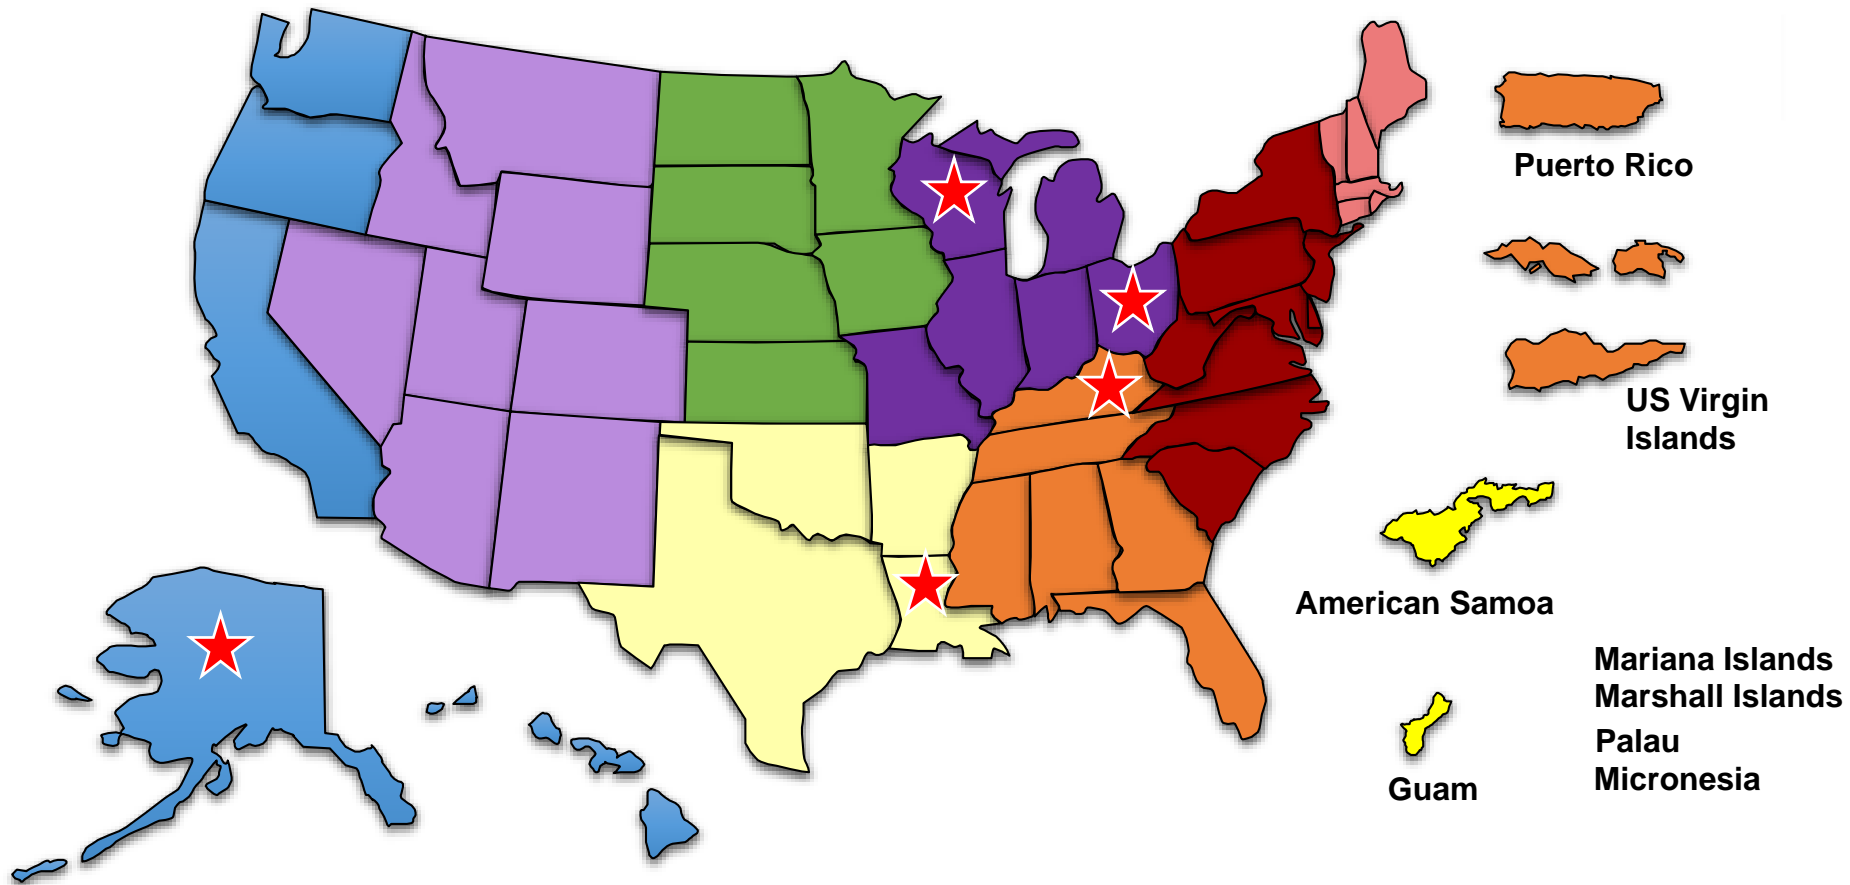 Puerto Rico
US Virgin
Islands
American Samoa
Mariana Islands
Marshall Islands
Palau
Micronesia
Guam